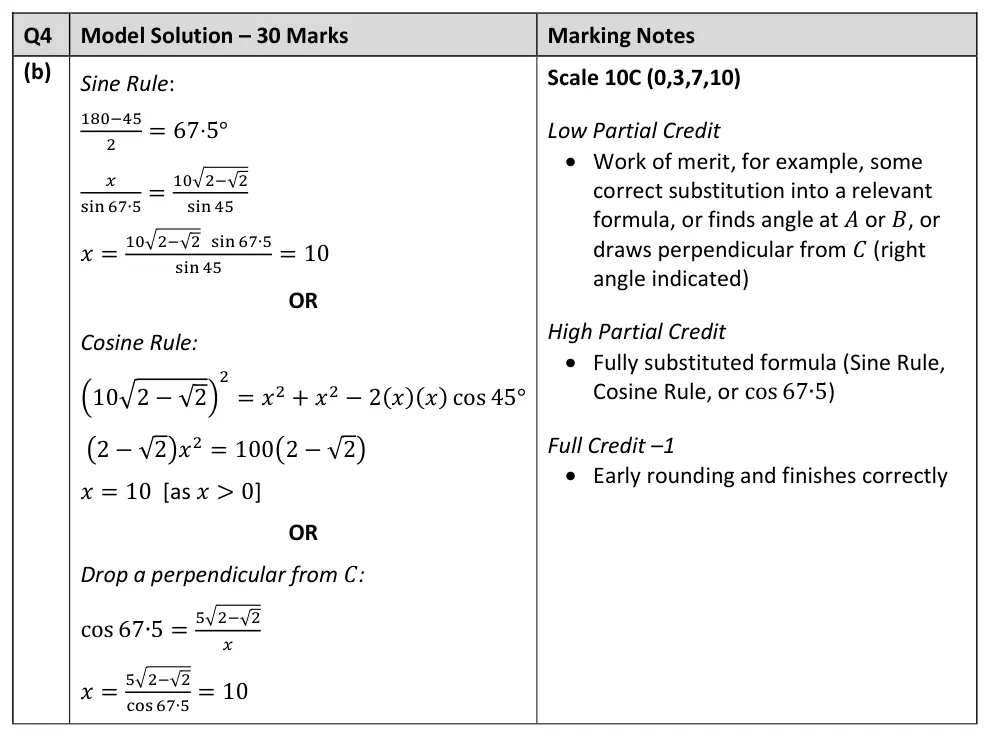 Q4 Model Solution – 30 Marks Marking Notes
(b)
Sine Rule:
(180−45)/2 = 67·5°
x/(sin 67·5) = (10√(2−√2))/(sin 45)
x = (10√(2−√2) sin 67·5)/(sin 45) = 10
OR
Cosine Rule:
(10√(2 − √2))² = x² + x² − 2(x)(x) cos 45°
(2 − √2)x² = 100(2 − √2)
x = 10 [as x > 0]
OR
Drop a perpendicular from C:
cos 67·5 = (5√(2−√2))/x
x = (5√(2−√2))/(cos 67·5) = 10
Scale 10C (0,3,7,10)
Low Partial Credit
• Work of merit, for example, some
correct substitution into a relevant
formula, or finds angle at A or B, or
draws perpendicular from C (right
angle indicated)
High Partial Credit
• Fully substituted formula (Sine Rule,
Cosine Rule, or cos 67·5)
Full Credit –1
• Early rounding and finishes correctly